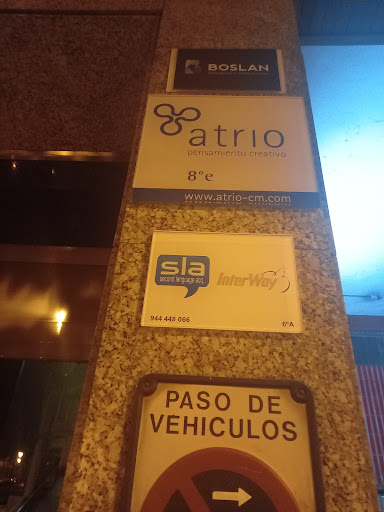 BOSLAN
atrio
pensamiento creativo
8°e
www.atrio-cm.com
sla
second language acq.
InterWay
944 448 066
6°A
PASO DE
VEHICULOS